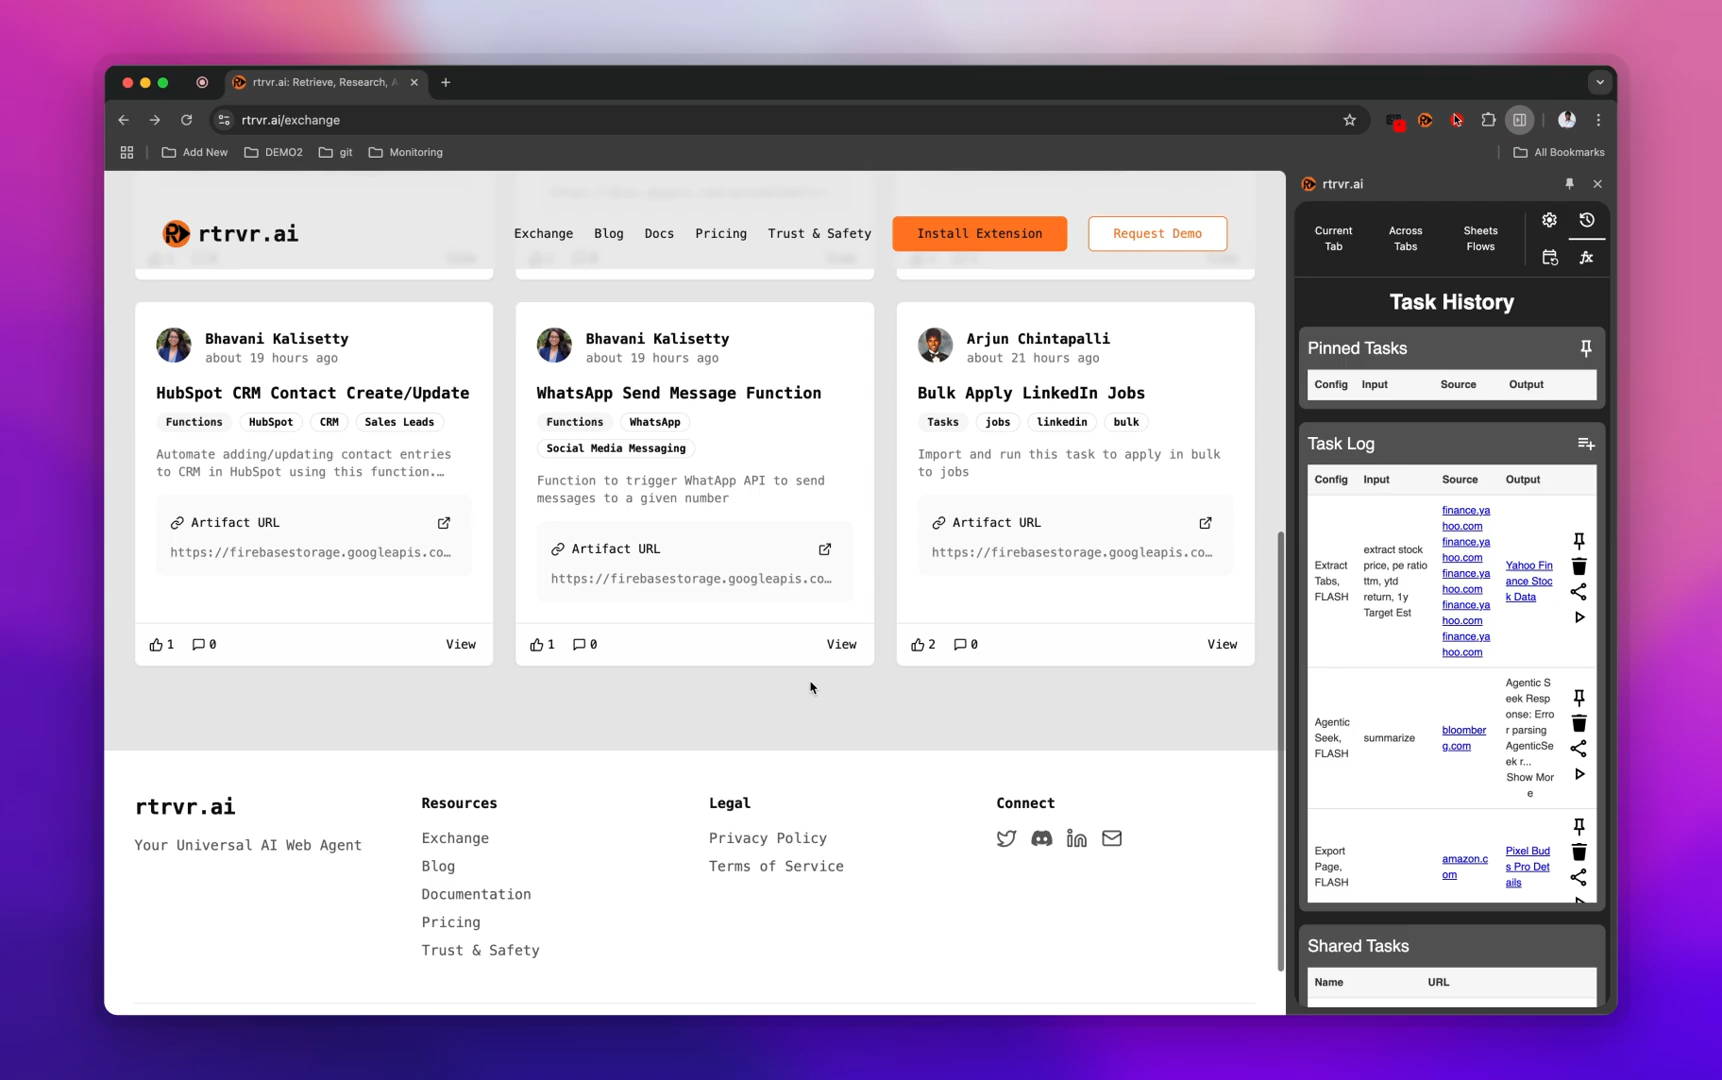 rtrvr.ai: Retrieve, Research, A
rtrvr.ai/exchange
Add New
DEMO2
git
Monitoring
All Bookmarks
rtrvr.ai
Exchange
Blog
Docs
Pricing
Trust & Safety
Install Extension
Request Demo
Bhavani Kalisetty
about 19 hours ago
HubSpot CRM Contact Create/Update
Functions
HubSpot
CRM
Sales Leads
Automate adding/updating contact entries
to CRM in HubSpot using this function.…
Artifact URL
https://firebasestorage.googleapis.co…
1
0
View
Bhavani Kalisetty
about 19 hours ago
WhatsApp Send Message Function
Functions
WhatsApp
Social Media Messaging
Function to trigger WhatApp API to send
messages to a given number
Artifact URL
https://firebasestorage.googleapis.co…
1
0
View
Arjun Chintapalli
about 21 hours ago
Bulk Apply LinkedIn Jobs
Tasks
jobs
linkedin
bulk
Import and run this task to apply in bulk
to jobs
Artifact URL
https://firebasestorage.googleapis.co…
2
0
View
rtrvr.ai
Your Universal AI Web Agent
Resources
Exchange
Blog
Documentation
Pricing
Trust & Safety
Legal
Privacy Policy
Terms of Service
Connect
rtrvr.ai
Current
Tab
Across
Tabs
Sheets
Flows
Task History
Pinned Tasks
Config Input Source Output
Task Log
Config Input Source Output
Extract
Tabs,
FLASH
extract stock
price, pe ratio
ttm, ytd
return, 1y
Target Est
finance.ya
hoo.com
finance.ya
hoo.com
finance.ya
hoo.com
finance.ya
hoo.com
finance.ya
hoo.com
Yahoo Fin
ance Stoc
k Data
Agentic
Seek,
FLASH
summarize
bloomber
g.com
Agentic S
eek Resp
onse: Erro
r parsing
AgenticSe
ek r...
Show Mor
e
Export
Page,
FLASH
amazon.c
om
Pixel Bud
s Pro Det
ails
Shared Tasks
Name URL